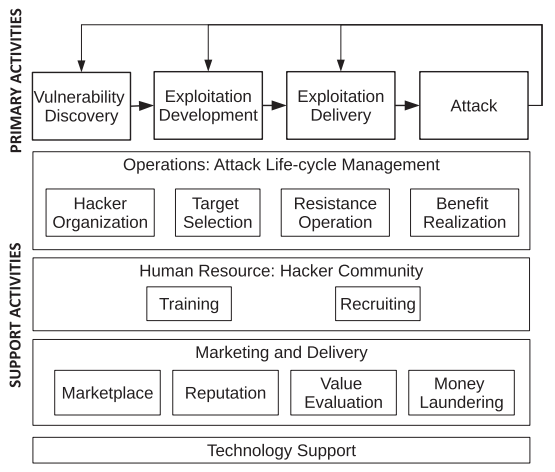 PRIMARY ACTIVITIES
Vulnerability
Discovery
Exploitation
Development
Exploitation
Delivery
Attack
SUPPORT ACTIVITIES
Operations: Attack Life-cycle Management
Hacker
Organization
Target
Selection
Resistance
Operation
Benefit
Realization
Human Resource: Hacker Community
Training
Recruiting
Marketing and Delivery
Marketplace
Reputation
Value
Evaluation
Money
Laundering
Technology Support